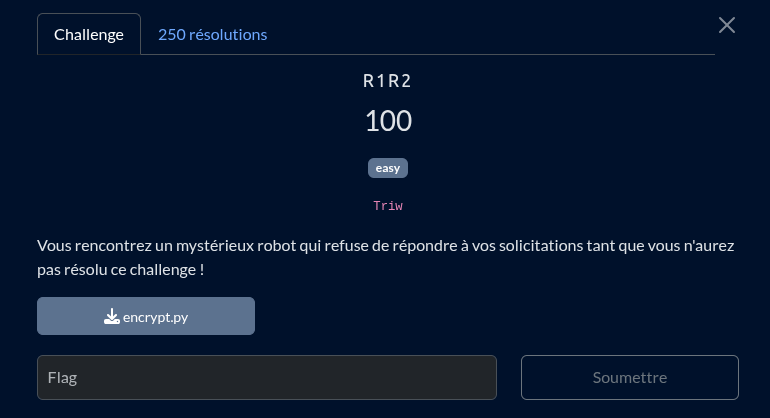 Challenge
250 résolutions
R1R2
100
easy
Triw
Vous rencontrez un mystérieux robot qui refuse de répondre à vos solicitations tant que vous n'aurez
pas résolu ce challenge !
encrypt.py
Flag
Soumettre